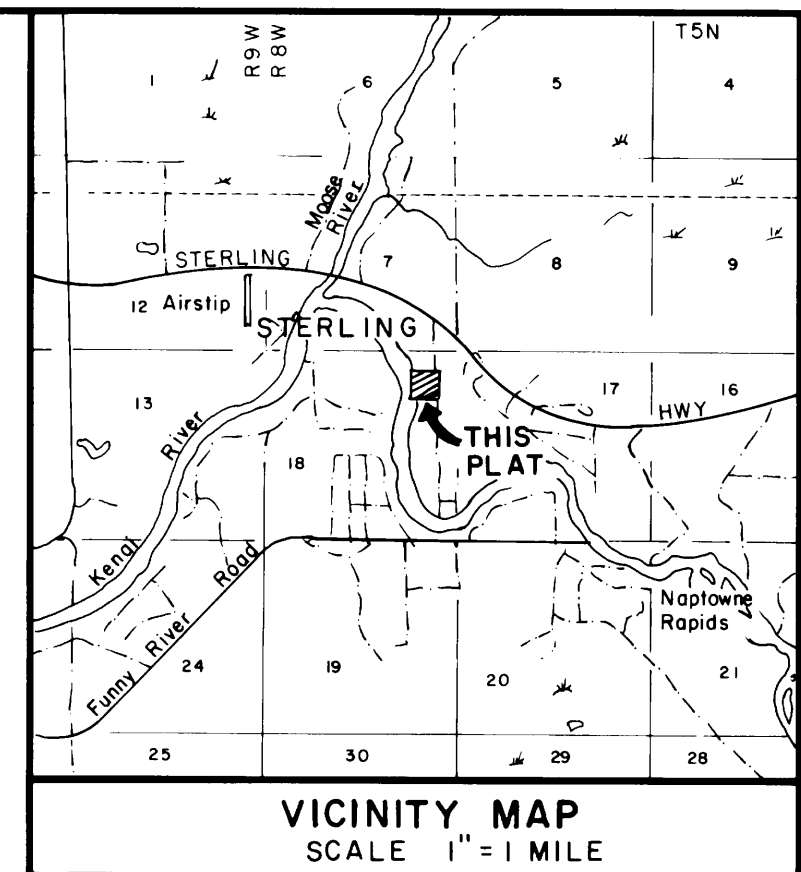 R9W
R8W
T5N
1
6
5
4
Moose
River
STERLING
7
8
9
12 Airstip
STERLING
13
17
16
HWY
River
THIS
PLAT
18
Kenai
Road
River
Funny
Naptowne
Rapids
24
19
20
21
25
30
29
28
VICINITY MAP
SCALE 1" = 1 MILE